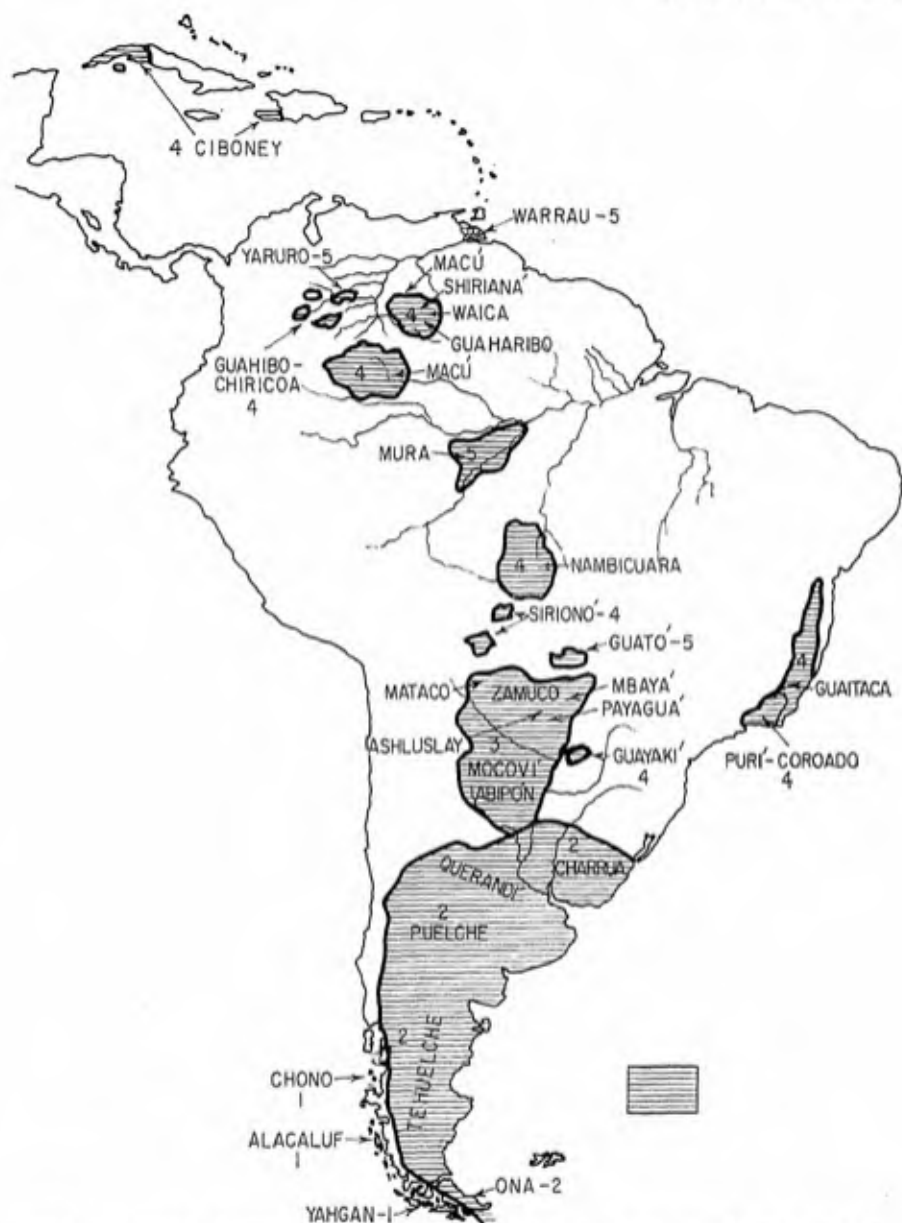 4 CIBONEY
WARRAU-5
YARURO-5
MACÚ
SHIRIANÁ
4
WAICA
GUAHARIBO
GUAHIBO-
CHIRICOA
4
4
MACÚ
MURA
5
4
NAMBICUARA
SIRIONÓ-4
GUATÓ-5
4
GUAITACA
MATACO
ZAMUCO
MBAYÁ
PAYAGUÁ
ASHLUSLAY
3
GUAYAKÍ
4
MOCOVÍ
ABIPÓN
PURÍ-COROADO
4
2
CHARRUA
QUERANDÍ
2
PUELCHE
2
TEHUELCHE
CHONO
1
ALACALUF
1
ONA-2
YAHGAN-1